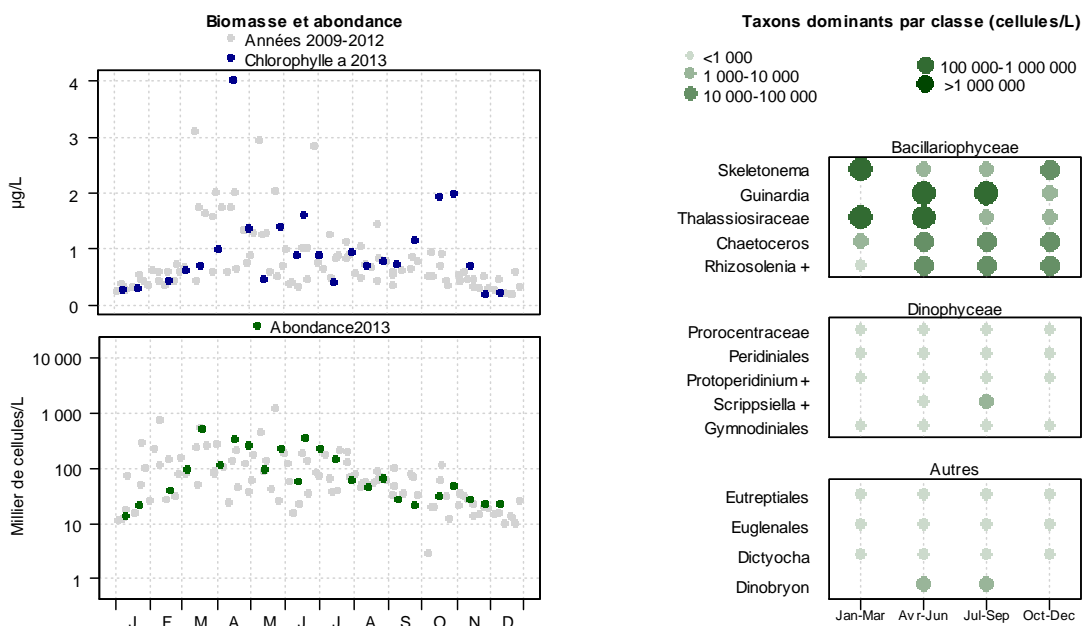 Biomasse et abondance
Années 2009-2012
Chlorophylle a 2013
µg/L
4
3
2
1
0
Abondance2013
Millier de cellules/L
10 000
1 000
100
10
1
J F M A M J J A S O N D
Taxons dominants par classe (cellules/L)
<1 000
1 000-10 000
10 000-100 000
100 000-1 000 000
>1 000 000
Bacillariophyceae
Skeletonema
Guinardia
Thalassiosiraceae
Chaetoceros
Rhizosolenia +
Dinophyceae
Prorocentraceae
Peridiniales
Protoperidinium +
Scrippsiella +
Gymnodiniales
Autres
Eutreptiales
Euglenales
Dictyocha
Dinobryon
Jan-Mar Avr-Jun Jul-Sep Oct-Dec